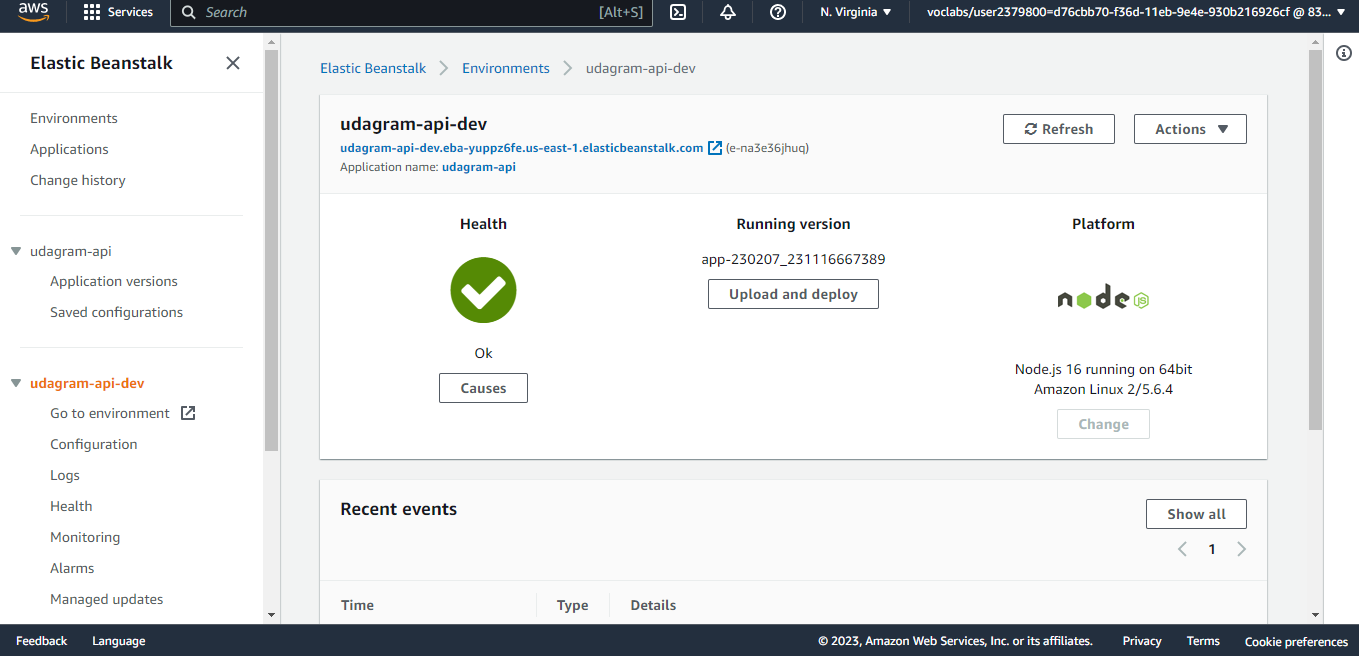 aws
Services
Search
[Alt+S]
N. Virginia
voclabs/user2379800=d76cbb70-f36d-11eb-9e4e-930b216926cf @ 83...
Elastic Beanstalk
Environments
Applications
Change history
udagram-api
Application versions
Saved configurations
udagram-api-dev
Go to environment
Configuration
Logs
Health
Monitoring
Alarms
Managed updates
Elastic Beanstalk
Environments
udagram-api-dev
udagram-api-dev
udagram-api-dev.eba-yuppz6fe.us-east-1.elasticbeanstalk.com (e-na3e36jhuq)
Application name: udagram-api
Refresh
Actions
Health
Ok
Causes
Running version
app-230207_231116667389
Upload and deploy
Platform
node JS
Node.js 16 running on 64bit
Amazon Linux 2/5.6.4
Change
Recent events
Show all
1
Time
Type
Details
Feedback
Language
© 2023, Amazon Web Services, Inc. or its affiliates.
Privacy
Terms
Cookie preferences